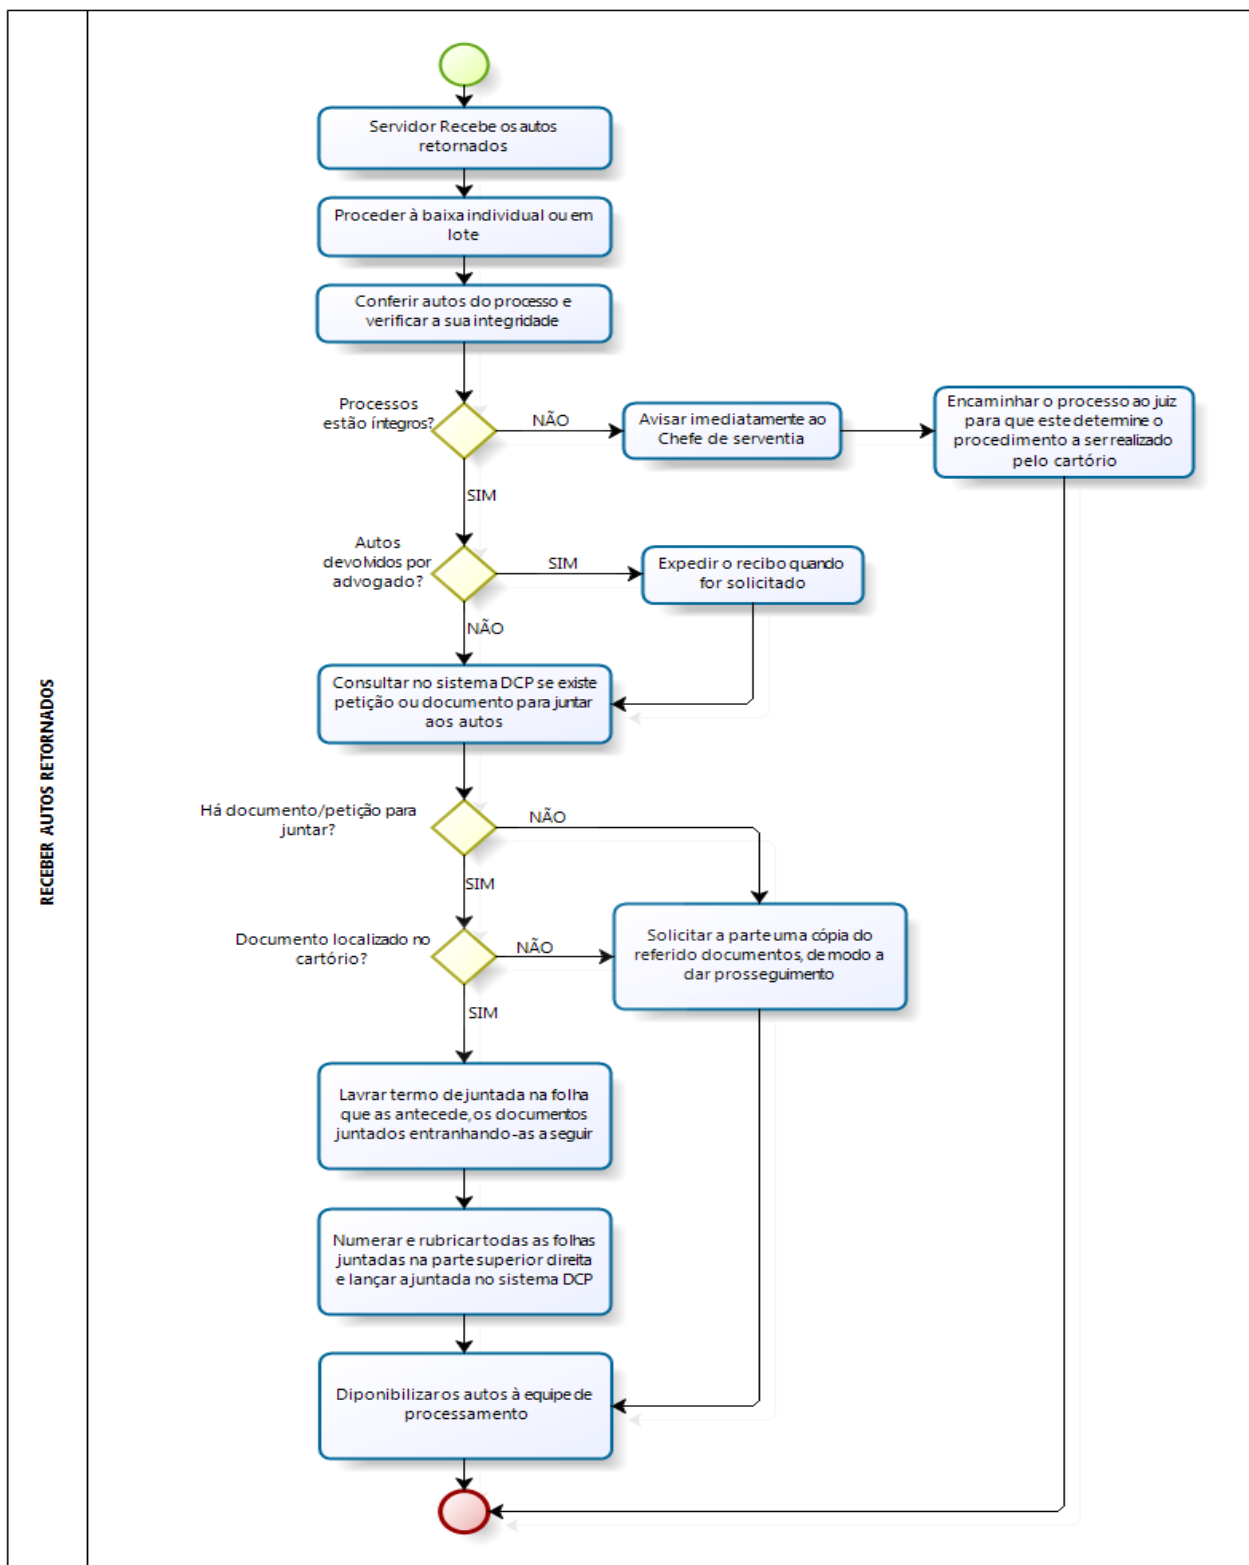 RECEBER AUTOS RETORNADOS
Servidor Recebe os autos
retornados
Proceder à baixa individual ou em
lote
Conferir autos do processo e
verificar a sua integridade
Processos
estão íntegros?
NÃO
Avisar imediatamente ao
Chefe de serventia
Encaminhar o processo ao juiz
para que este determine o
procedimento a ser realizado
pelo cartório
SIM
Autos
devolvidos por
advogado?
SIM
Expedir o recibo quando
for solicitado
NÃO
Consultar no sistema DCP se existe
petição ou documento para juntar
aos autos
Há documento/petição para
juntar?
NÃO
SIM
Documento localizado no
cartório?
NÃO
Solicitar a parte uma cópia do
referido documentos, de modo a
dar prosseguimento
SIM
Lavrar termo de juntada na folha
que as antecede, os documentos
juntados entranhando-as a seguir
Numerar e rubricar todas as folhas
juntadas na parte superior direita
e lançar a juntada no sistema DCP
Diponibilizar os autos à equipe de
processamento